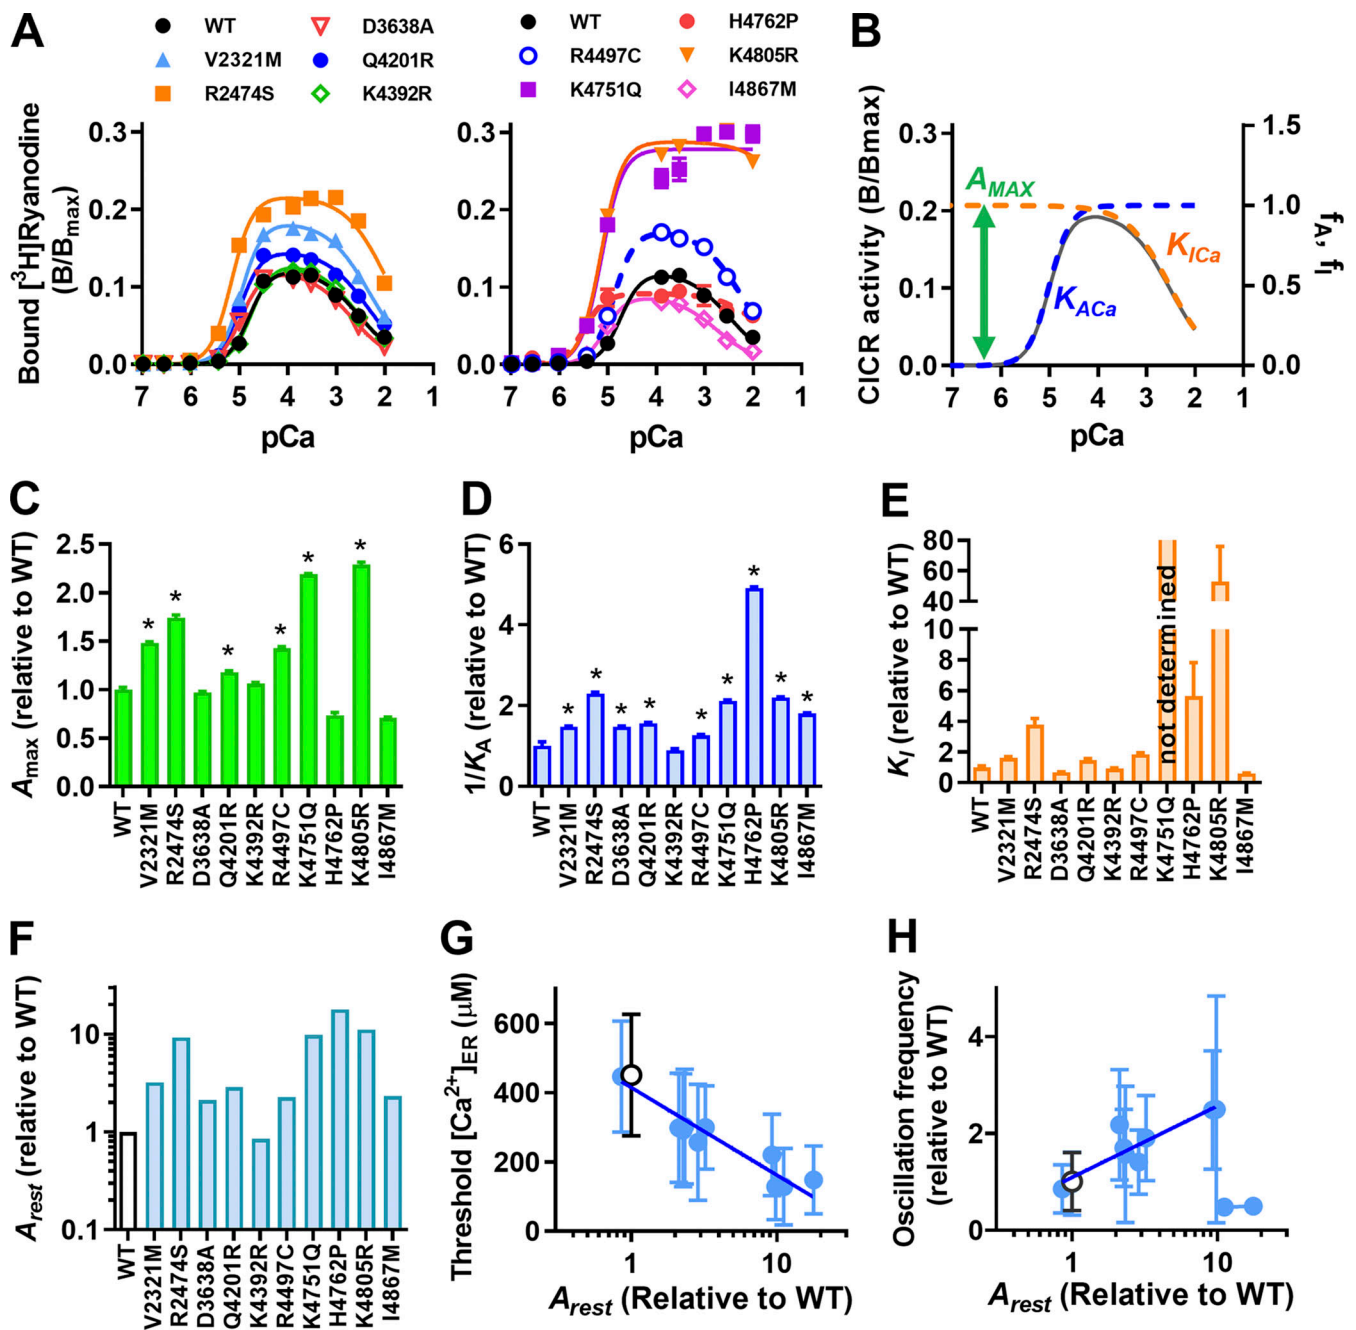 A
WT
D3638A
V2321M
Q4201R
R2474S
K4392R
WT
H4762P
R4497C
K4805R
K4751Q
I4867M
Bound [³H]Ryanodine
(B/Bmax)
0.3
0.2
0.1
0.0
7 6 5 4 3 2 1
pCa
0.3
0.2
0.1
0.0
7 6 5 4 3 2 1
pCa
B
CICR activity (B/Bmax)
0.3
0.2
0.1
0.0
AMAX
KICa
KACa
1.5
1.0
0.5
0.0
fA, fI
7 6 5 4 3 2 1
pCa
C
Amax (relative to WT)
2.5
2.0
1.5
1.0
0.5
0.0
* * * * * *
WT
V2321M
R2474S
D3638A
Q4201R
K4392R
R4497C
K4751Q
H4762P
K4805R
I4867M
D
1/KA (relative to WT)
6
4
2
0
* * * * * * * * *
WT
V2321M
R2474S
D3638A
Q4201R
K4392R
R4497C
K4751Q
H4762P
K4805R
I4867M
E
KI (relative to WT)
80
60
40
10
8
6
4
2
0
not determined
WT
V2321M
R2474S
D3638A
Q4201R
K4392R
R4497C
K4751Q
H4762P
K4805R
I4867M
F
Arest (relative to WT)
10
1
0.1
WT
V2321M
R2474S
D3638A
Q4201R
K4392R
R4497C
K4751Q
H4762P
K4805R
I4867M
G
Threshold [Ca²⁺]ER (μM)
600
400
200
0
1 10
Arest (Relative to WT)
H
Oscillation frequency
(relative to WT)
4
2
0
1 10
Arest (Relative to WT)